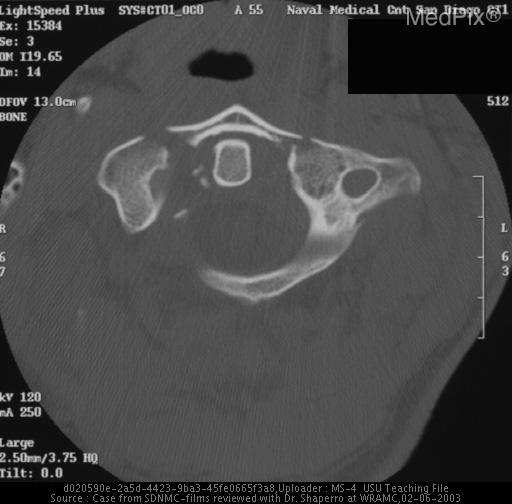 LightSpeed Plus SYS#CT01_OC0 A 55 Naval Medical Cnt San Diego CT1
MedPix®
Ex: 15384
Se: 3
OM I19.65
Im: 14
DFOV 13.0cm
512
BONE
R
L
6
6
7
3
kV 120
mA 250
Large
2.50mm/3.75 HQ
Tilt: 0.0
d020590e-2a5d-4423-9ba3-45fe0665f3a8,Uploader : MS-4 USU Teaching File
Source : Case from SDNMC-films reviewed with Dr. Shaperro at WRAMC,02-06-2003